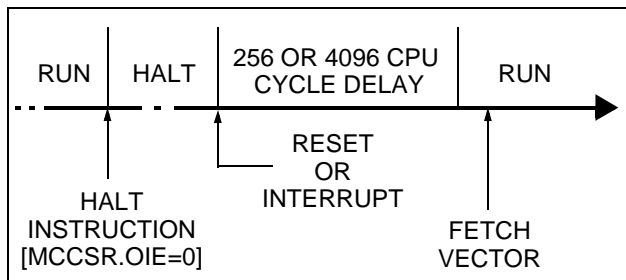 RUN
HALT
256 OR 4096 CPU
CYCLE DELAY
RUN
RESET
OR
INTERRUPT
HALT
INSTRUCTION
[MCCSR.OIE=0]
FETCH
VECTOR